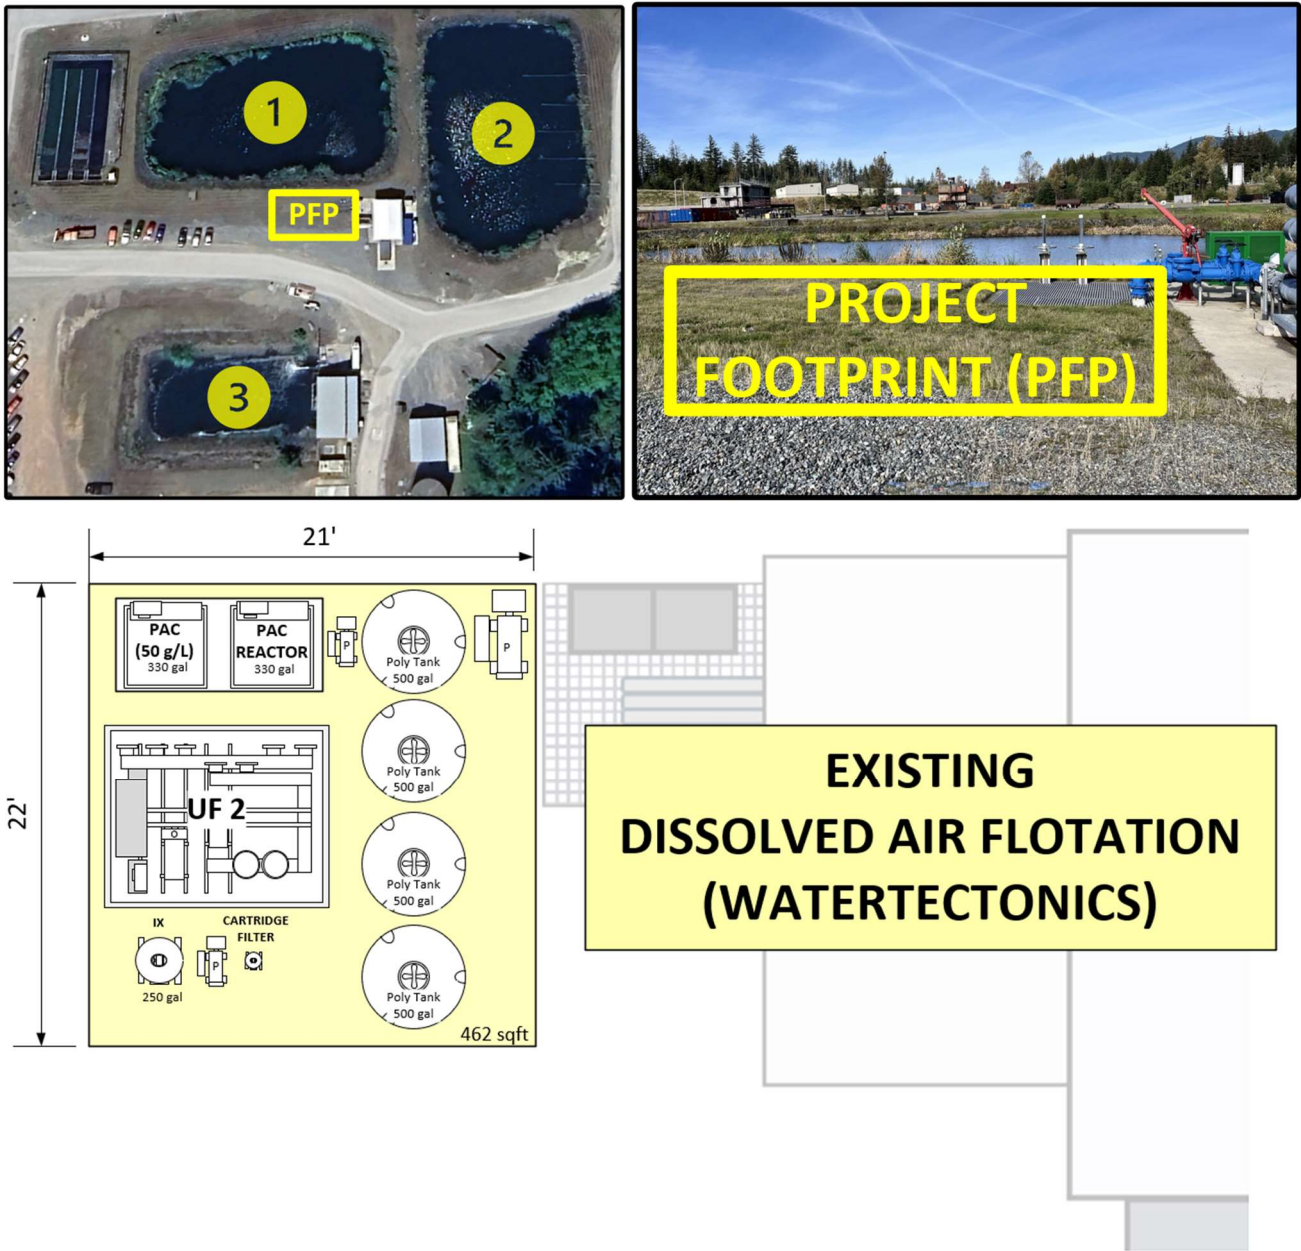 1
2
PFP
3
PROJECT
FOOTPRINT (PFP)
21'
22'
PAC
(50 g/L)
330 gal
PAC
REACTOR
330 gal
P
Poly Tank
500 gal
P
Poly Tank
500 gal
UF 2
Poly Tank
500 gal
IX
250 gal
P
CARTRIDGE
FILTER
Poly Tank
500 gal
462 sqft
EXISTING
DISSOLVED AIR FLOTATION
(WATERTECTONICS)